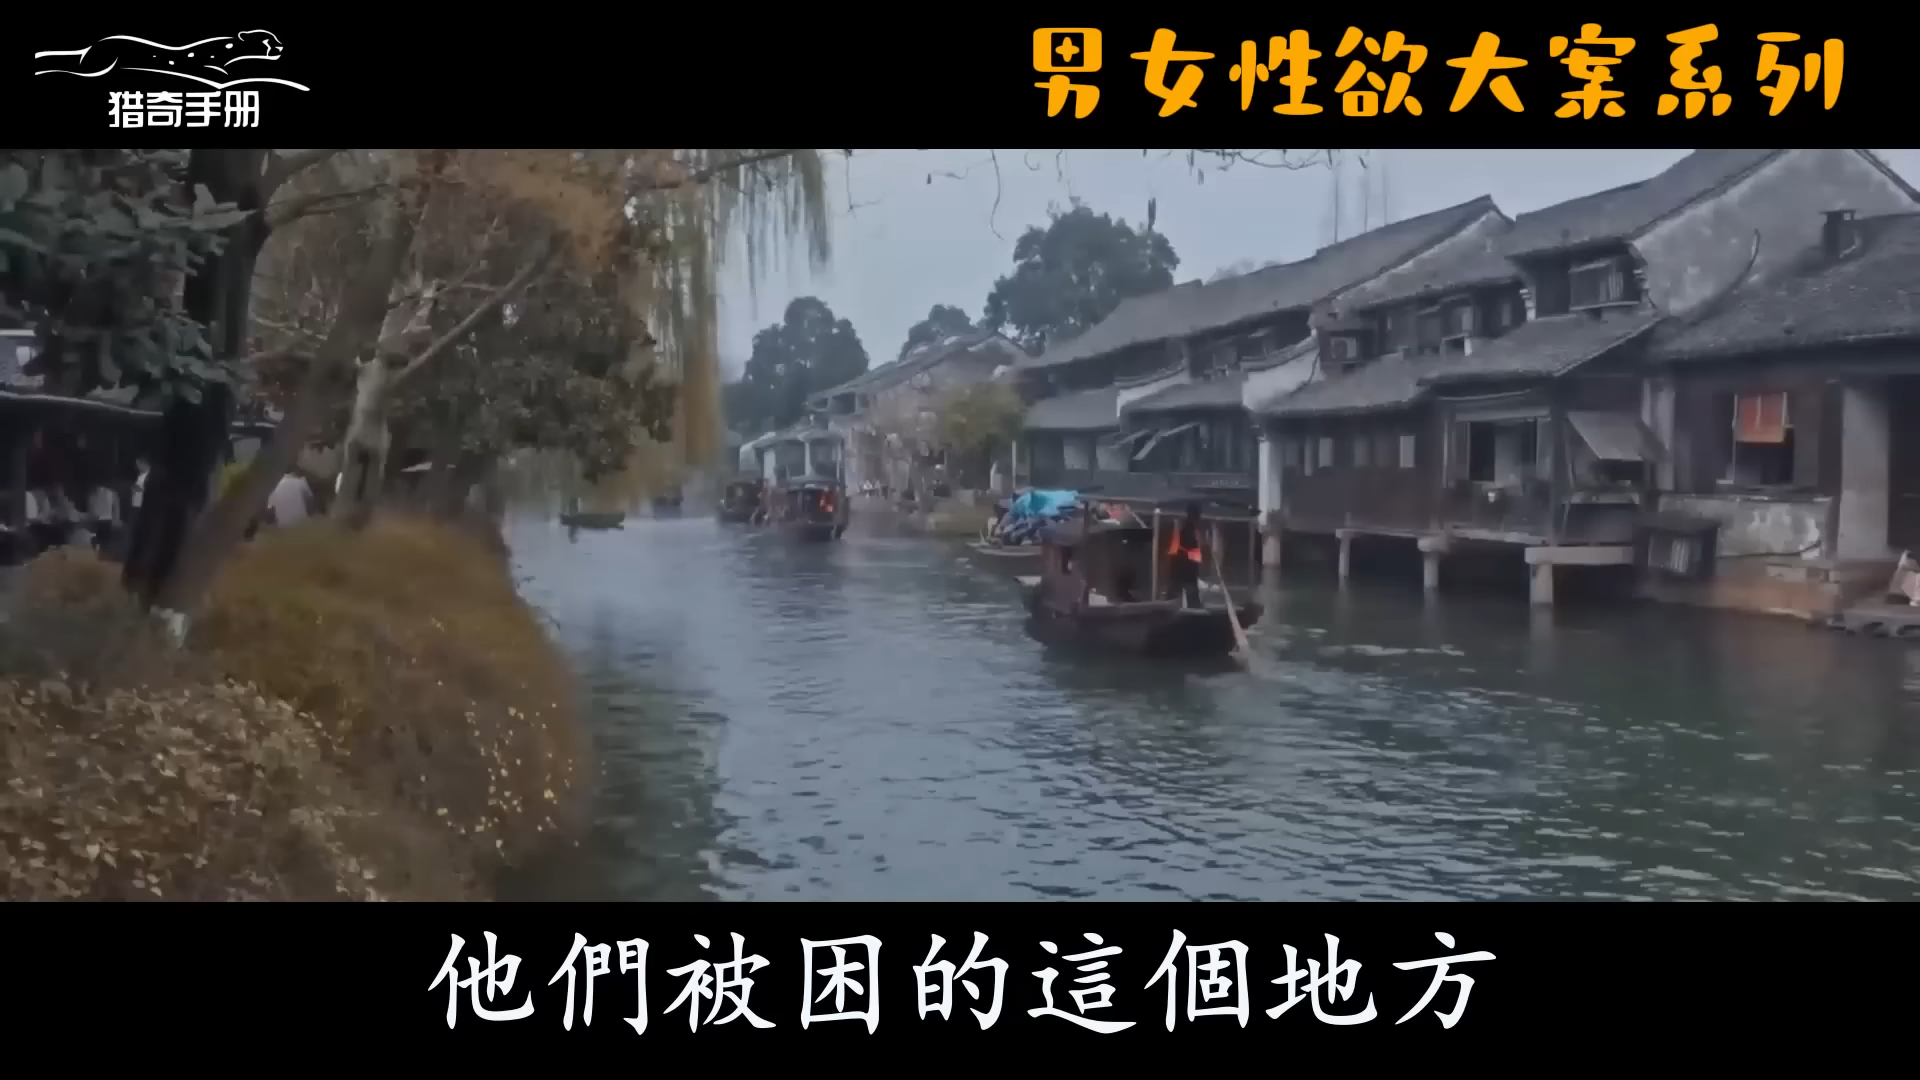 猎奇手册
男女性欲大案系列
他們被困的這個地方